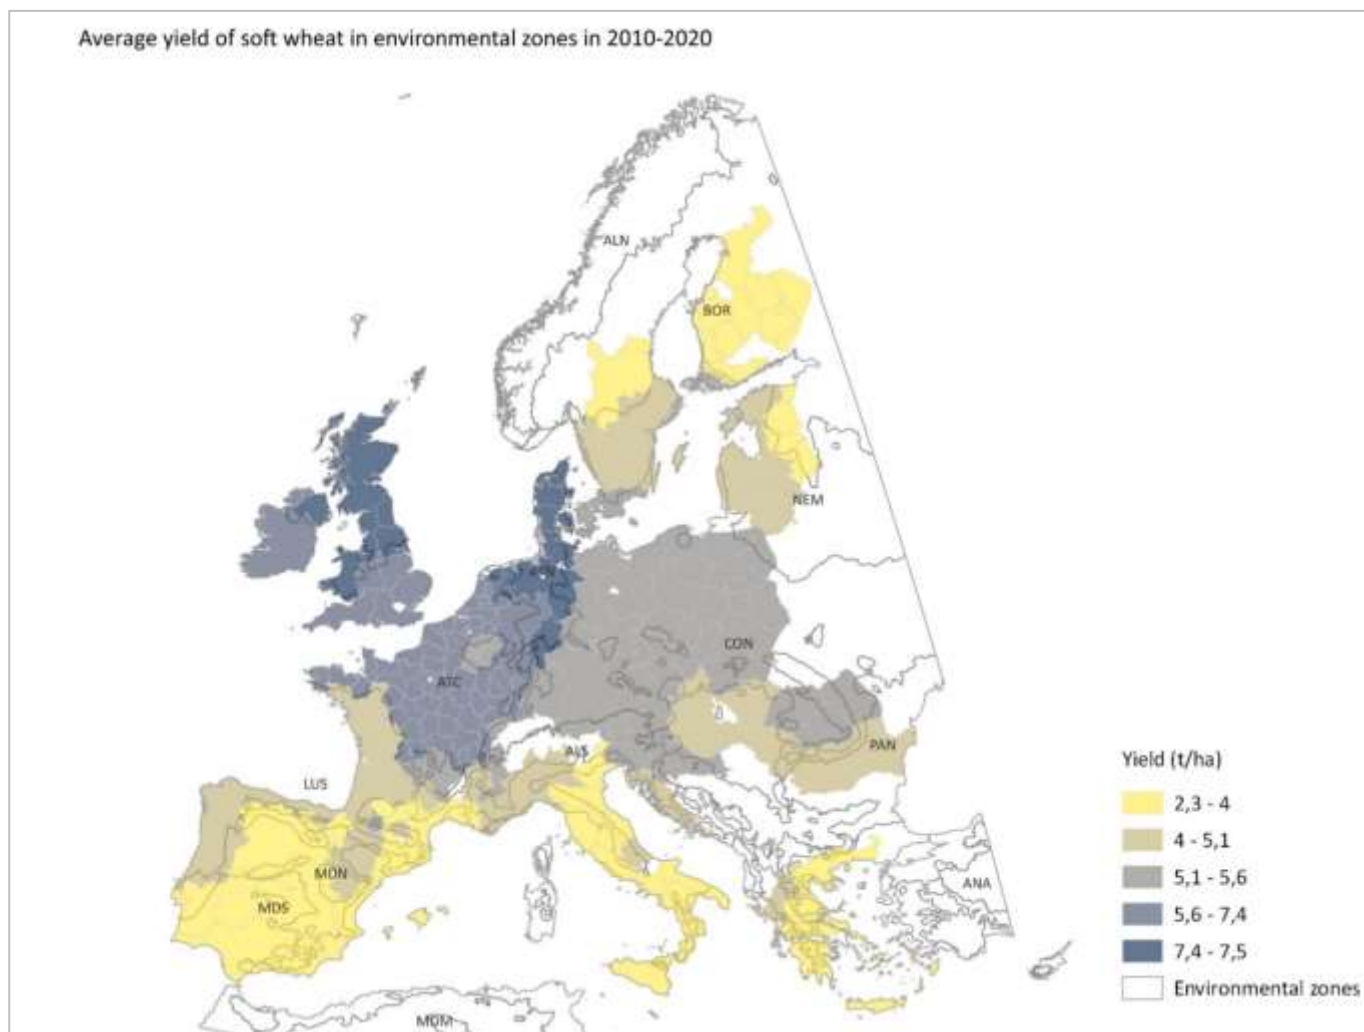 Average yield of soft wheat in environmental zones in 2010-2020
ALN
BOR
NEM
CON
ATC
ALS
PAN
LUS
MDN
MDS
ANA
MDM
Yield (t/ha)
2,3 - 4
4 - 5,1
5,1 - 5,6
5,6 - 7,4
7,4 - 7,5
Environmental zones